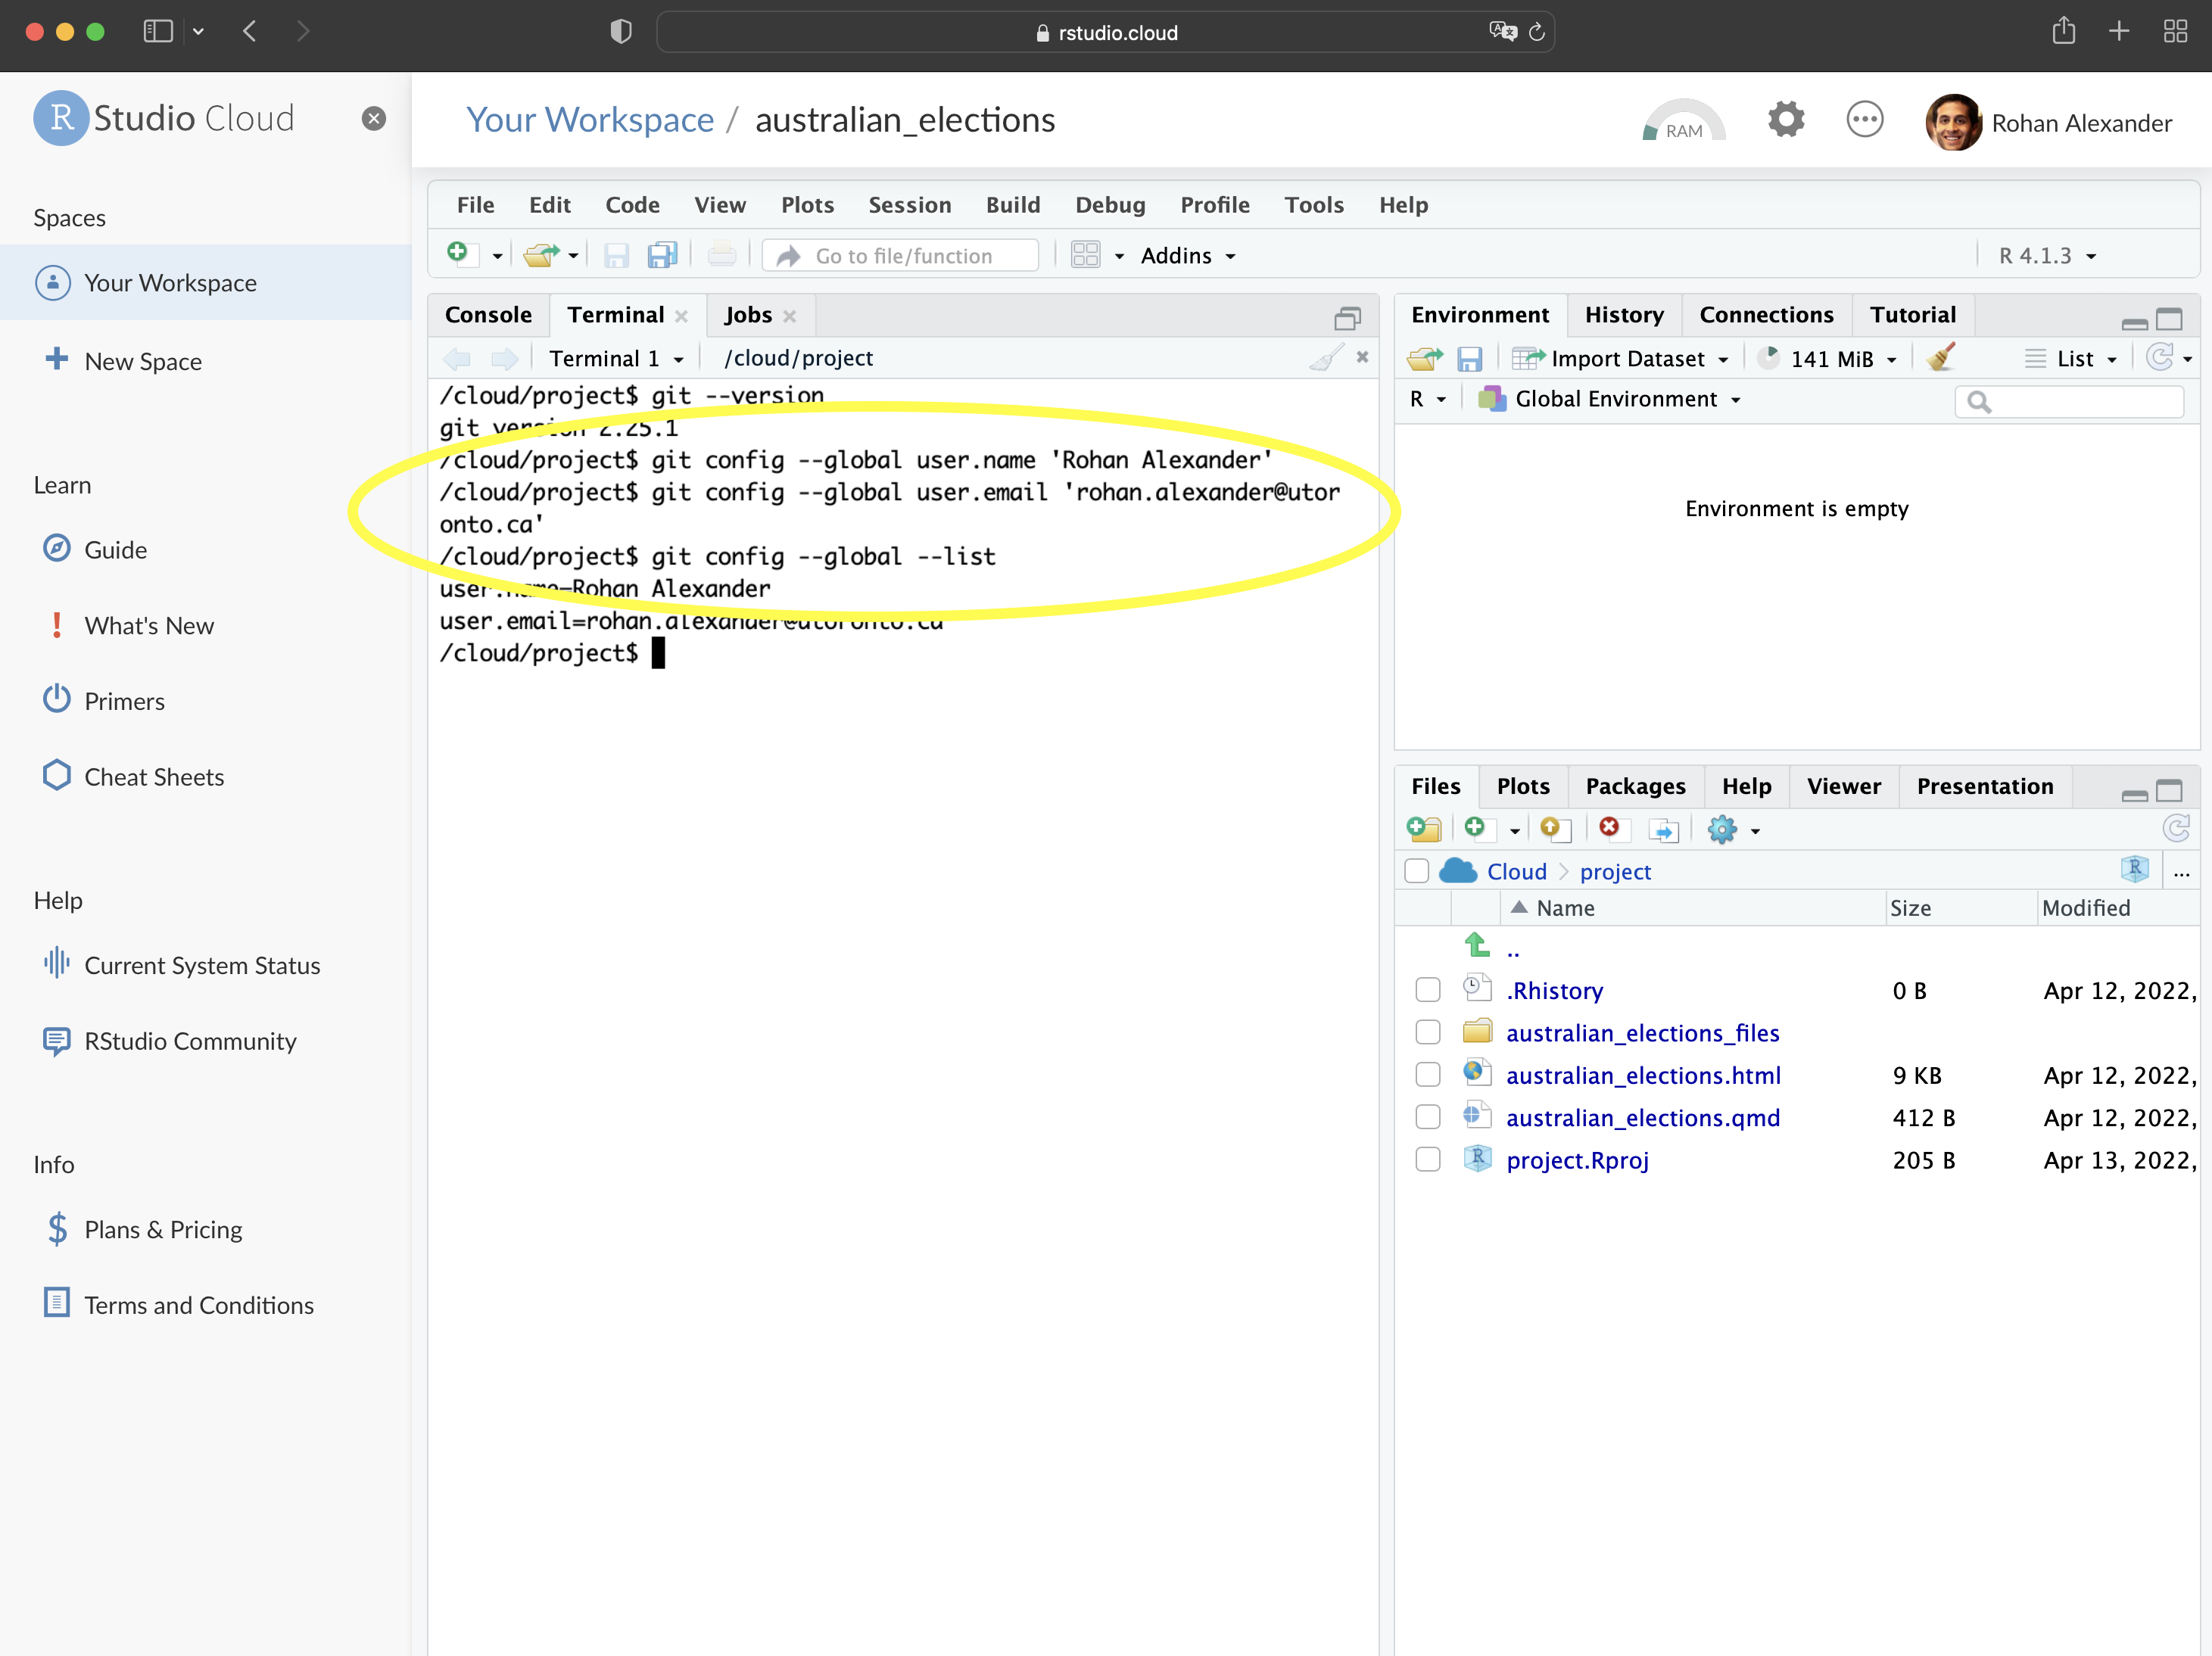 rstudio.cloud
R Studio Cloud
Your Workspace / australian_elections
RAM
Rohan Alexander
Spaces
Your Workspace
New Space
Learn
Guide
What's New
Primers
Cheat Sheets
Help
Current System Status
RStudio Community
Info
Plans & Pricing
Terms and Conditions
File Edit Code View Plots Session Build Debug Profile Tools Help
Go to file/function
Addins
R 4.1.3
Console Terminal Jobs
Terminal 1 /cloud/project
/cloud/project$ git --version
git version 2.25.1
/cloud/project$ git config --global user.name 'Rohan Alexander'
/cloud/project$ git config --global user.email 'rohan.alexander@utor
onto.ca'
/cloud/project$ git config --global --list
user.name=Rohan Alexander
user.email=rohan.alexander@utoronto.ca
/cloud/project$
Environment History Connections Tutorial
Import Dataset 141 MiB List
R Global Environment
Environment is empty
Files Plots Packages Help Viewer Presentation
Cloud project R ...
Name Size Modified
..
.Rhistory 0 B Apr 12, 2022,
australian_elections_files
australian_elections.html 9 KB Apr 12, 2022,
australian_elections.qmd 412 B Apr 12, 2022,
project.Rproj 205 B Apr 13, 2022,